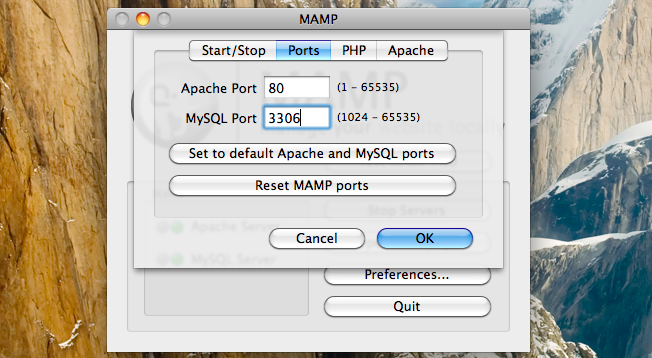 MAMP
Start/Stop Ports PHP Apache
Apache Port 80 (1 – 65535)
MySQL Port 3306 (1024 – 65535)
Set to default Apache and MySQL ports
Reset MAMP ports
Stop Servers
Apache Server
Cancel OK
MySQL Server
Preferences...
Quit